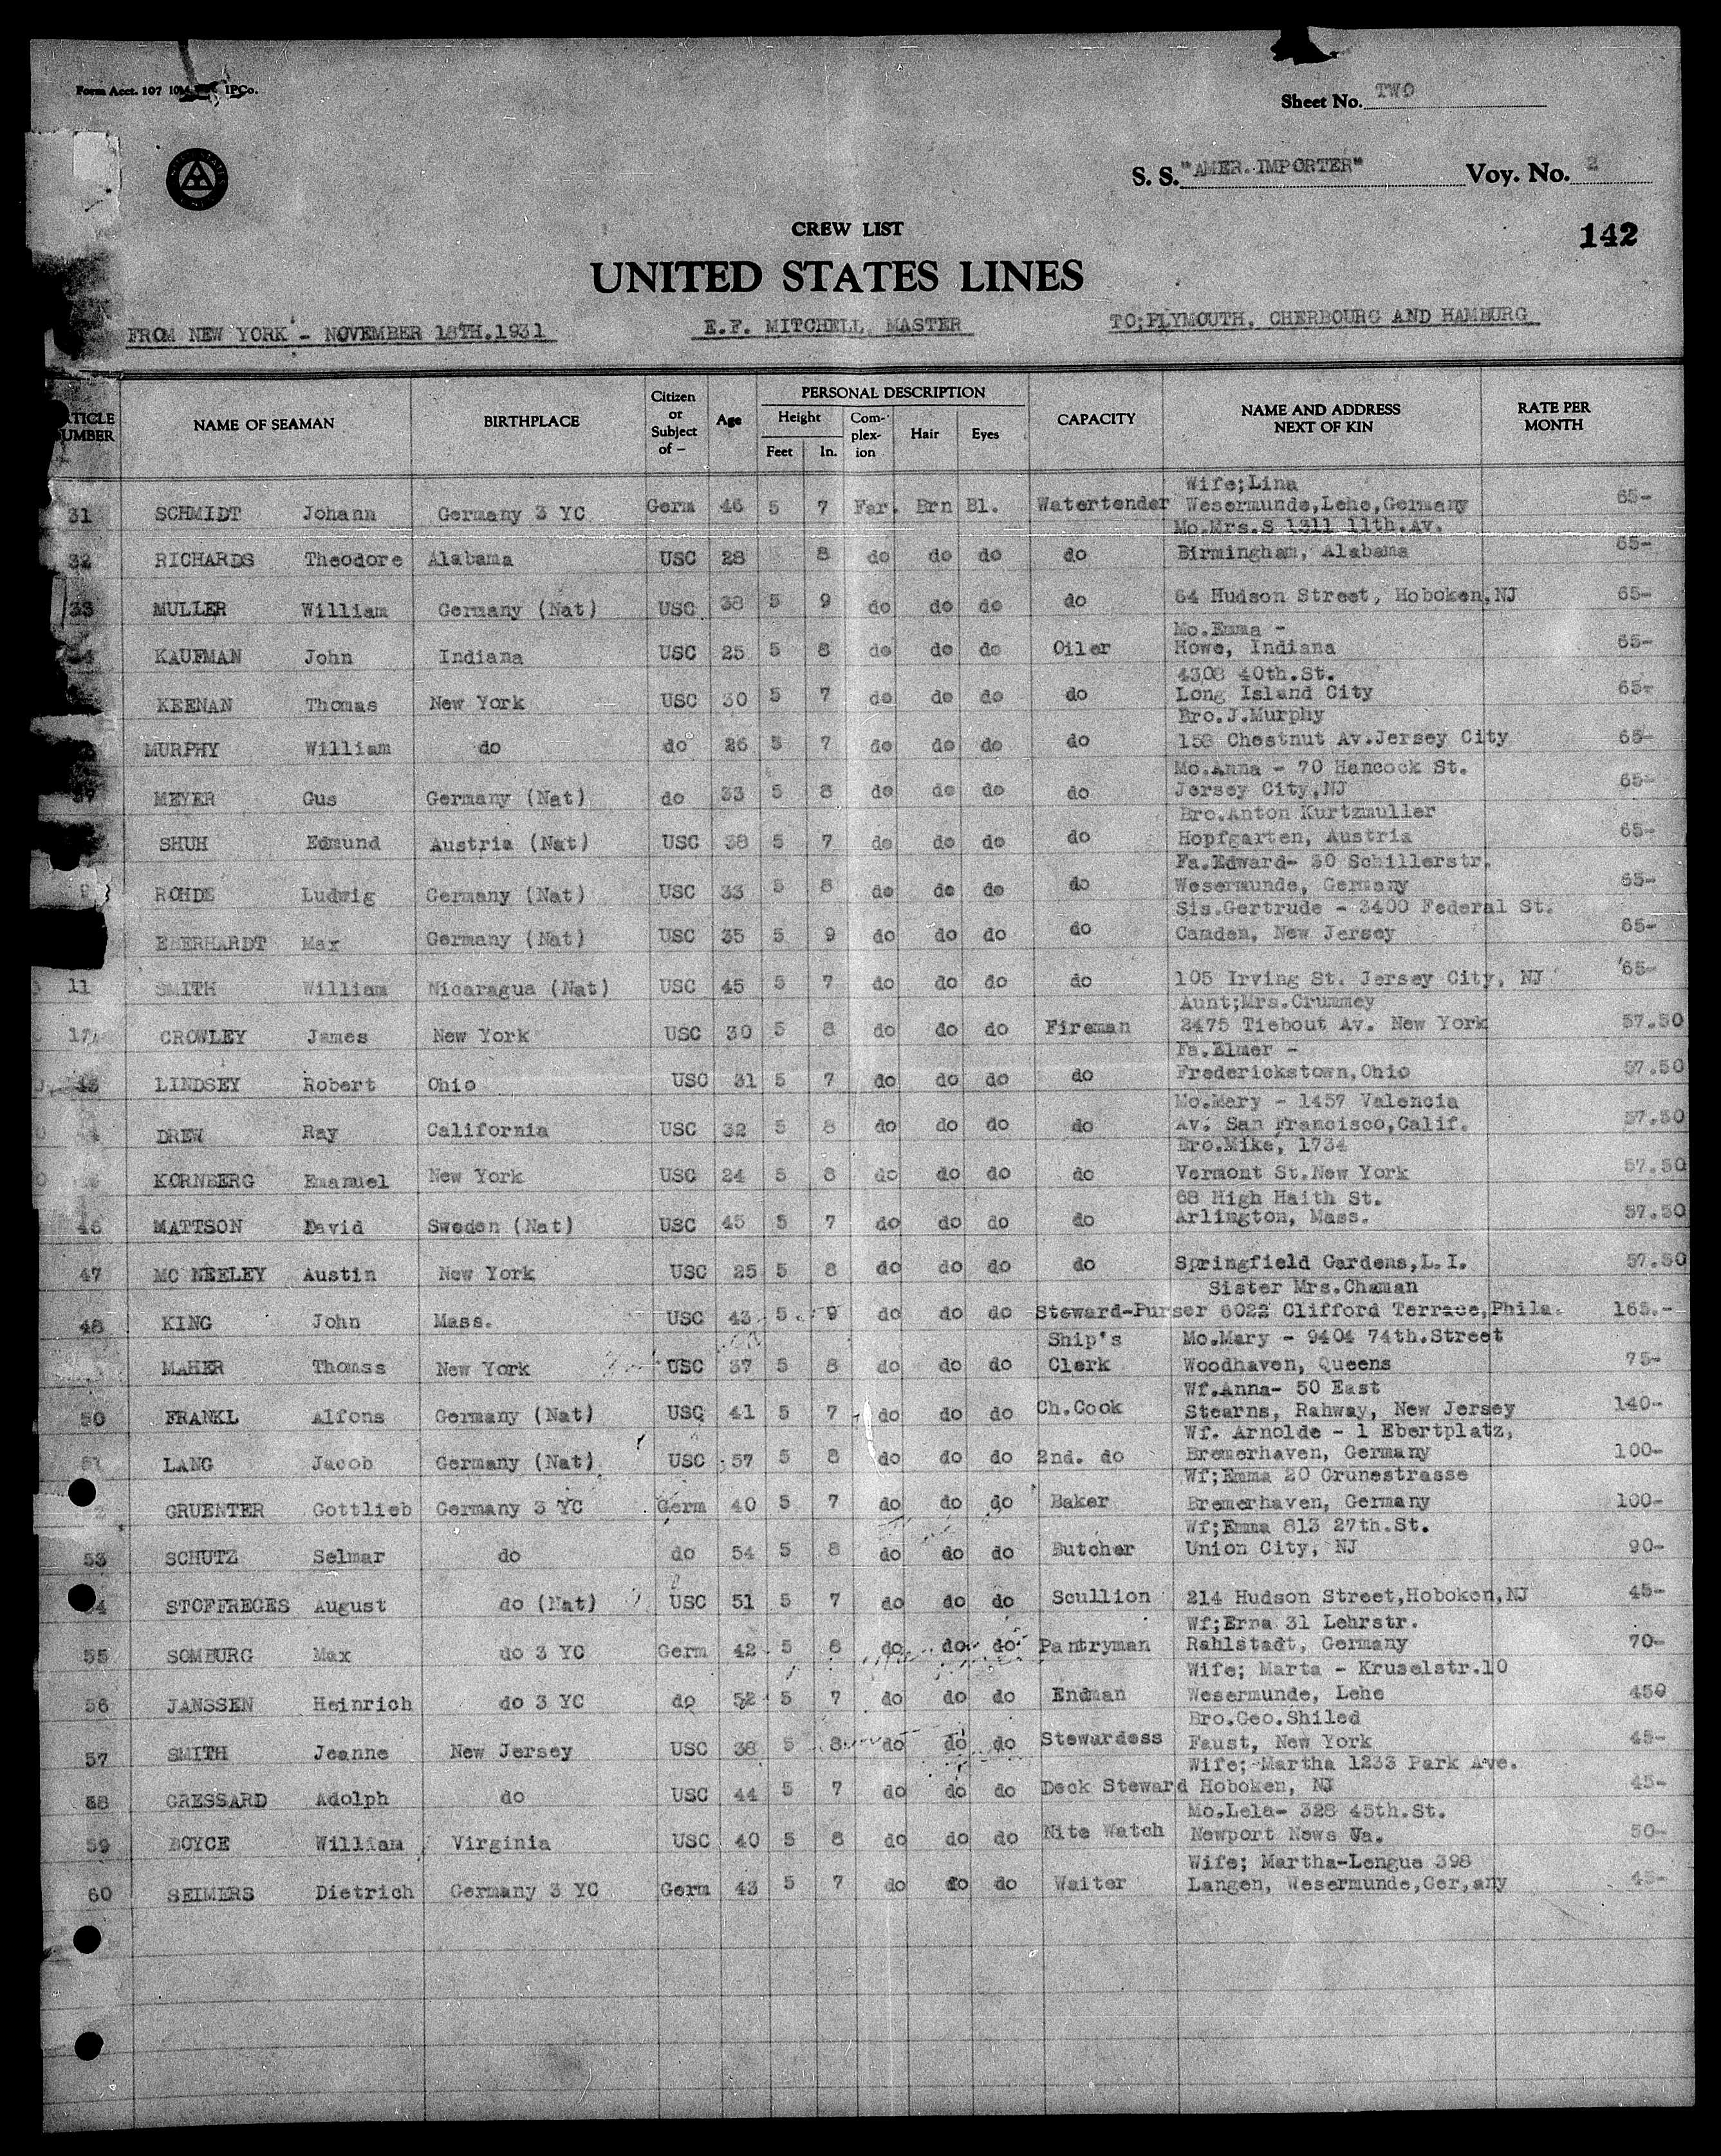 Form Acct. 107 IPCo.
Sheet No. TWO
S. S. "AMER. IMPORTER" Voy. No. 2
CREW LIST
142
UNITED STATES LINES
FROM NEW YORK - NOVEMBER 18TH.1931 E.F. MITCHELL, MASTER TO;PLYMOUTH, CHERBOURG AND HAMBURG
TICLE UMBER NAME OF SEAMAN BIRTHPLACE Citizen or Subject of — Age PERSONAL DESCRIPTION Height Feet In. Com-plex-ion Hair Eyes CAPACITY NAME AND ADDRESS NEXT OF KIN RATE PER MONTH
Wife;Lina
31 SCHMIDT Johann Germany 3 YC Germ 46 5 7 Far. Brn Bl. Watertender Wesermunde,Lehe,Germany 65-
Mo.Mrs.S 1311 11th.Av.
32 RICHARDS Theodore Alabama USC 28 8 do do do do Birmingham, Alabama 65-
33 MULLER William Germany (Nat) USC 38 5 9 do do do do 64 Hudson Street, Hoboken,NJ 65-
Mo.Emma -
KAUFMAN John Indiana USC 25 5 8 do do do Oiler Howe, Indiana 65-
4308 40th.St.
KEENAN Thomas New York USC 30 5 7 do do do do Long Island City 65-
Bro.J.Murphy
MURPHY William do do 26 5 7 do do do do 158 Chestnut Av.Jersey City 65-
Mo.Anna - 70 Hancock St.
MEYER Gus Germany (Nat) do 33 5 8 do do do do Jersey City,NJ 65-
Bro.Anton Kurtzmuller
SHUH Edmund Austria (Nat) USC 38 5 7 do do do do Hopfgarten, Austria 65-
Fa.Edward- 30 Schillerstr.
9 ROHDE Ludwig Germany (Nat) USC 33 5 8 do do do do Wesermunde, Germany 65-
Sis.Gertrude - 3400 Federal St.
EBERHARDT Max Germany (Nat) USC 35 5 9 do do do do Camden, New Jersey 65-
11 SMITH William Nicaragua (Nat) USC 45 5 7 do do do do 105 Irving St. Jersey City, NJ 65-
Aunt;Mrs.Crummey
CROWLEY James New York USC 30 5 8 do do do Fireman 2475 Tiebout Av. New York 57.50
Fa.Elmer -
LINDSEY Robert Ohio USC 31 5 7 do do do do Frederickstown,Ohio 57.50
Mo.Mary - 1457 Valencia
DREW Ray California USC 32 5 8 do do do do Av. San Francisco,Calif. 57.50
Bro.Mike, 1734
KORNBERG Emanuel New York USC 24 5 8 do do do do Vermont St.New York 57.50
68 High Haith St.
46 MATTSON David Sweden (Nat) USC 45 5 7 do do do do Arlington, Mass. 57.50
47 MC NEELEY Austin New York USC 25 5 8 do do do do Springfield Gardens,L.I. 57.50
Sister Mrs.Chaman
48 KING John Mass. USC 43 5 9 do do do Steward-Purser 6022 Clifford Terrace,Phila. 165.-
Ship's Mo.Mary - 9404 74th.Street
MAHER Thomss New York USC 37 5 8 do do do Clerk Woodhaven, Queens 75-
Wf.Anna- 50 East
50 FRANKL Alfons Germany (Nat) USC 41 5 7 do do do Ch.Cook Stearns, Rahway, New Jersey 140-
Wf. Arnolde - 1 Ebertplatz,
51 LANG Jacob Germany (Nat) USC 57 5 8 do do do 2nd. do Bremerhaven, Germany 100-
Wf;Emma 20 Grunestrasse
2 GRUENTER Gottlieb Germany 3 YC Germ 40 5 7 do do do Baker Bremerhaven, Germany 100-
Wf;Emma 813 27th.St.
53 SCHUTZ Selmar do do 54 5 8 do do do Butcher Union City, NJ 90-
4 STOFFREGES August do (Nat) USC 51 5 7 do do do Scullion 214 Hudson Street,Hoboken,NJ 45-
Wf;Erna 31 Lehrstr.
55 SOMBURG Max do 3 YC Germ 42 5 8 do do do Pantryman Rahlstadt, Germany 70-
Wife; Marta - Kruselstr.10
56 JANSSEN Heinrich do 3 YC do 52 5 7 do do do Endman Wesermunde, Lehe 450
Bro.Geo.Shiled
57 SMITH Jeanne New Jersey USC 38 5 8 do do do Stewardess Faust, New York 45-
Wife; Martha 1233 Park Ave.
58 GRESSARD Adolph do USC 44 5 7 do do do Deck Steward Hoboken, NJ 45-
Mo.Lela- 328 45th.St.
59 BOYCE William Virginia USC 40 5 8 do do do Nite Watch Newport News Va. 50-
Wife; Martha-Lengue 398
60 SEIMERS Dietrich Germany 3 YC Germ 43 5 7 do do do Waiter Langen, Wesermunde,Ger,any 45-